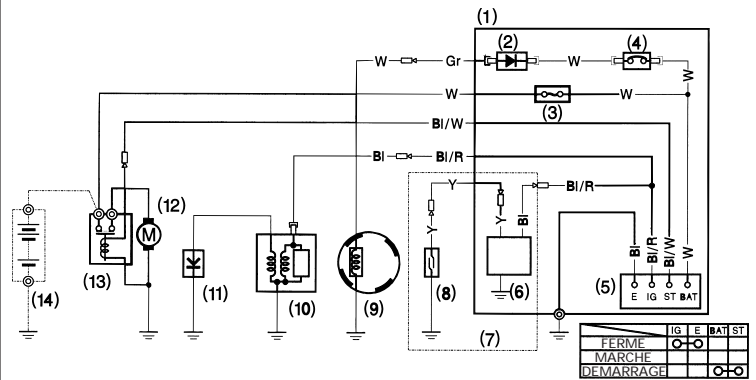 (1)
(2)
(4)
W
Gr
W
W
W
W
W
(3)
Bl/W
Bl
Bl/R
Bl/R
Y
Y
Y
Bl
(12)
M
(13)
(14)
(11)
(10)
(9)
(8)
(6)
(7)
Bl
Bl/R
Bl/W
W
(5)
E IG ST BAT
IG E BAT ST
FERME
MARCHE
DEMARRAGE